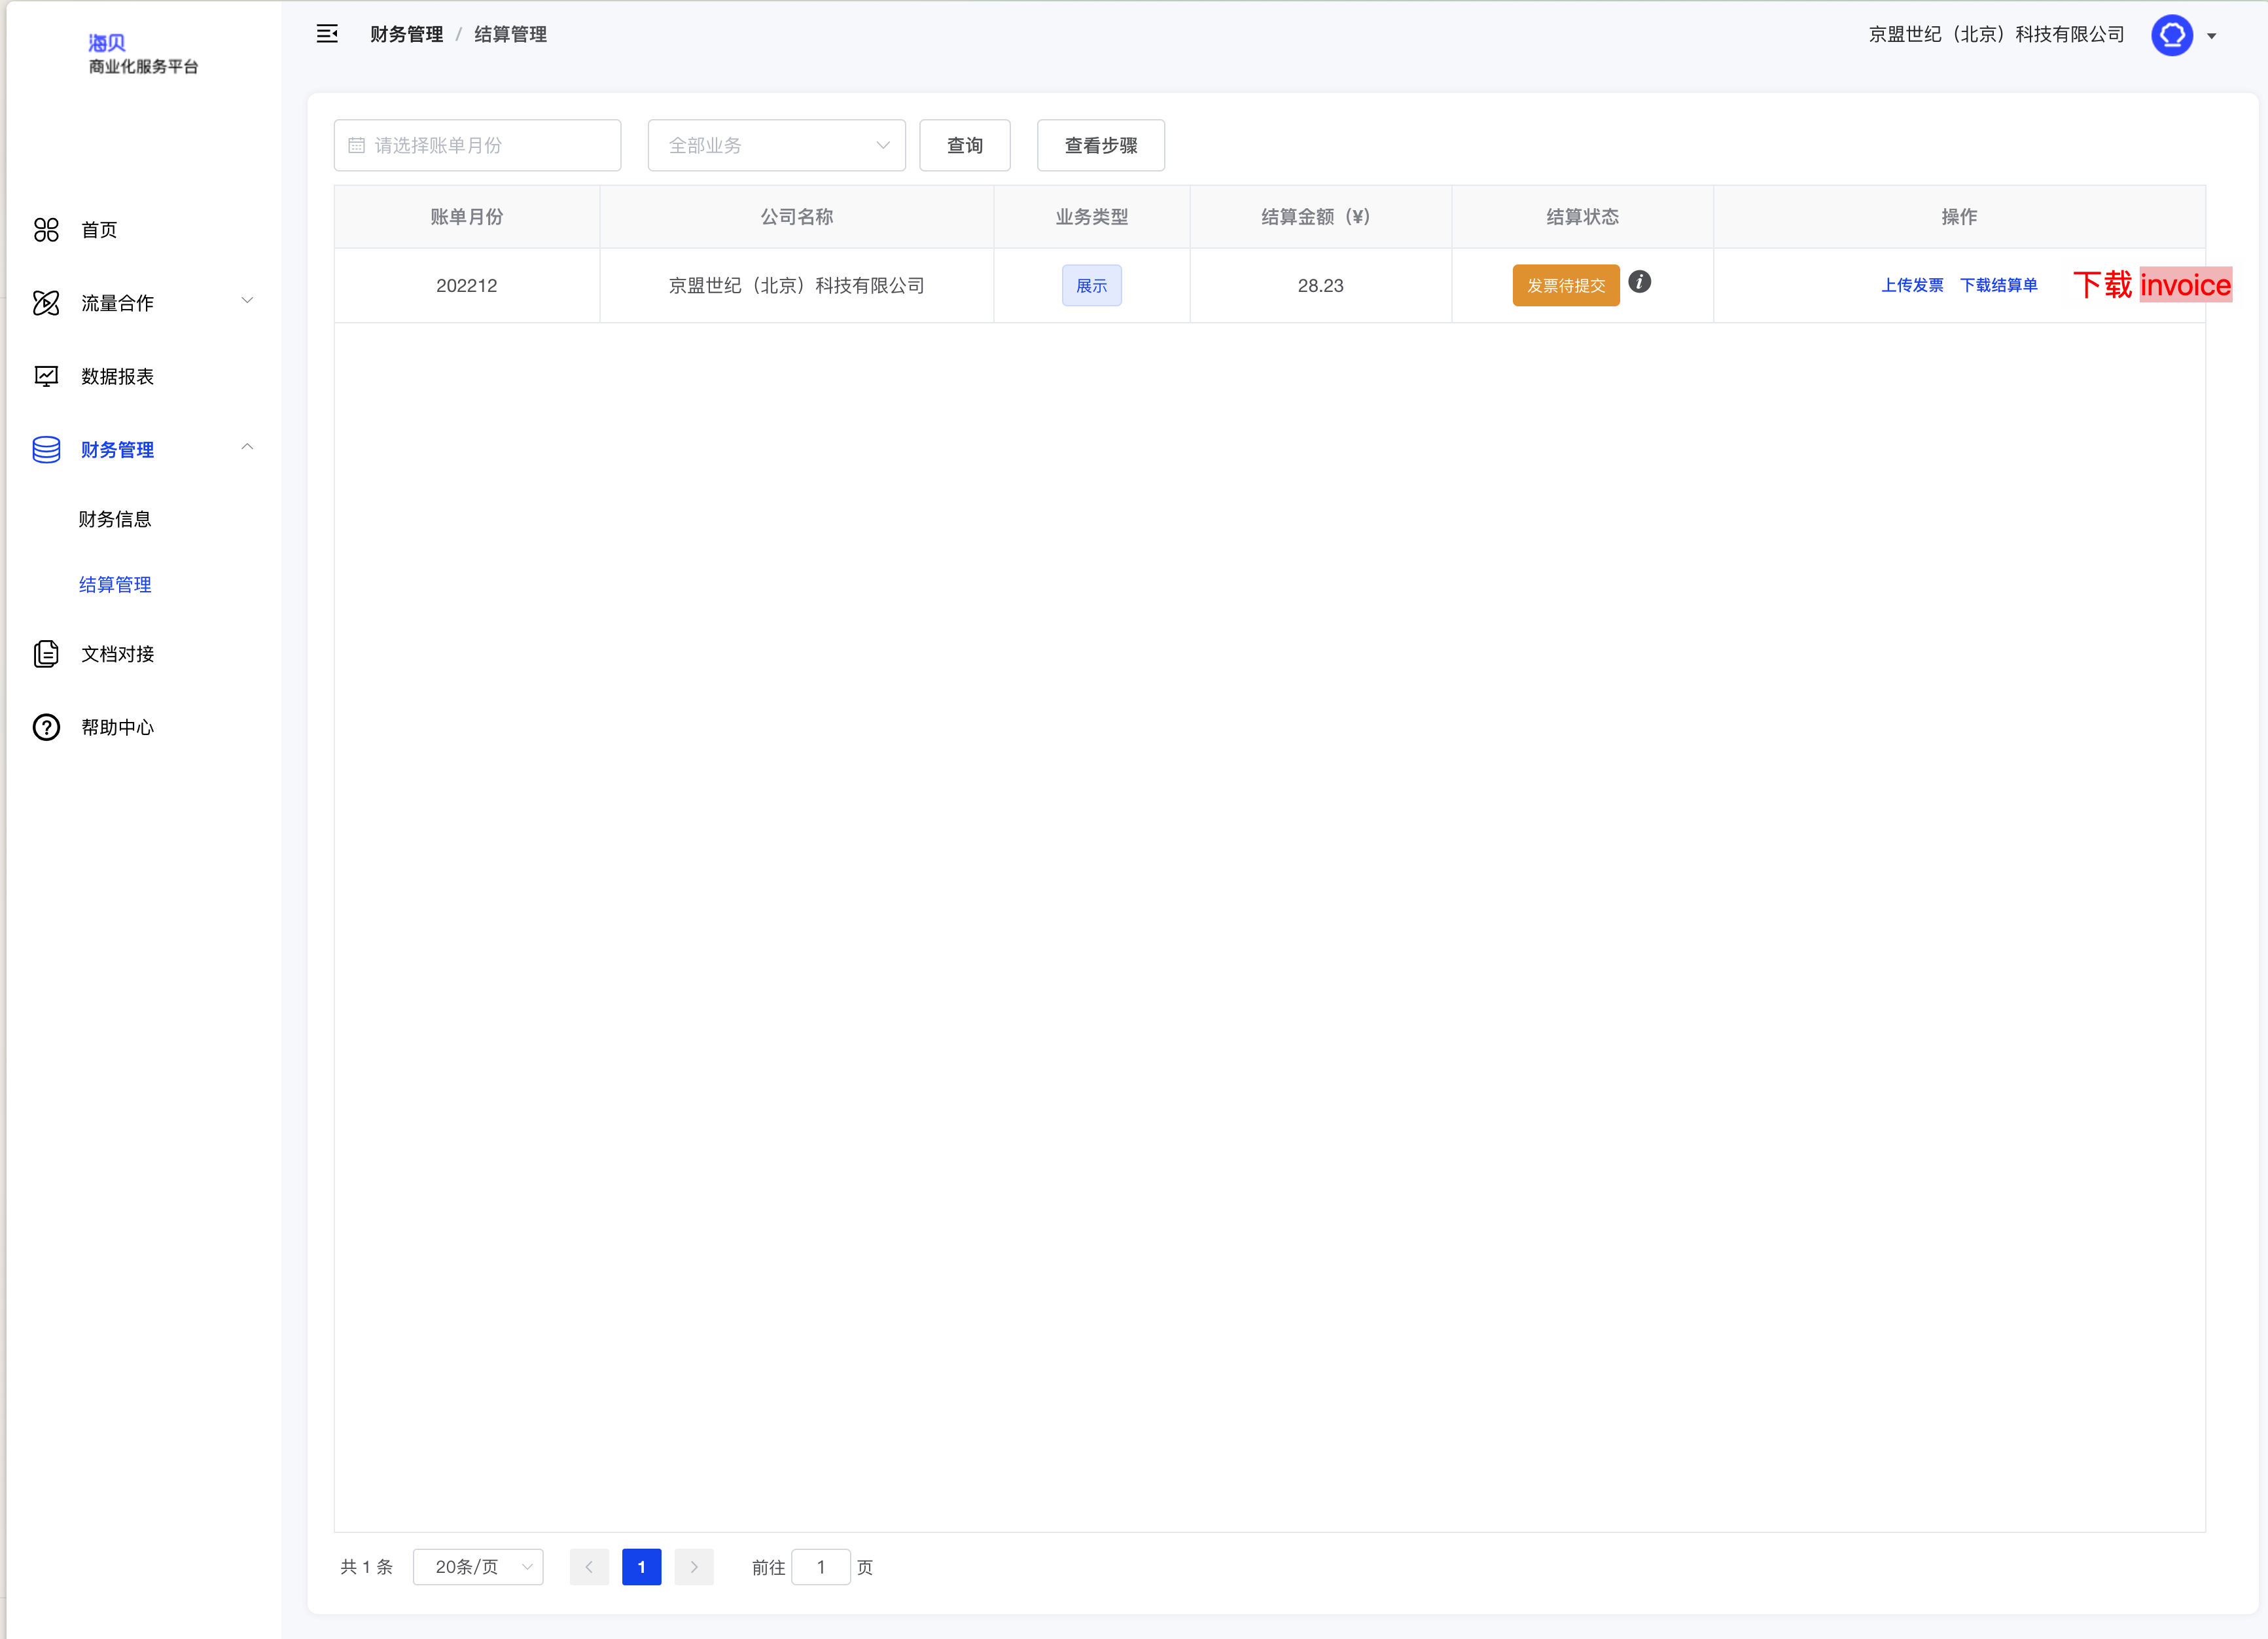 海贝
商业化服务平台
财务管理 / 结算管理
京盟世纪（北京）科技有限公司
首页
流量合作
数据报表
财务管理
财务信息
结算管理
文档对接
帮助中心
请选择账单月份 全部业务 查询 查看步骤
账单月份 公司名称 业务类型 结算金额（¥） 结算状态 操作
202212 京盟世纪（北京）科技有限公司 展示 28.23 发票待提交 i 上传发票 下载结算单 下载 invoice
共 1 条 20条/页 1 前往 1 页